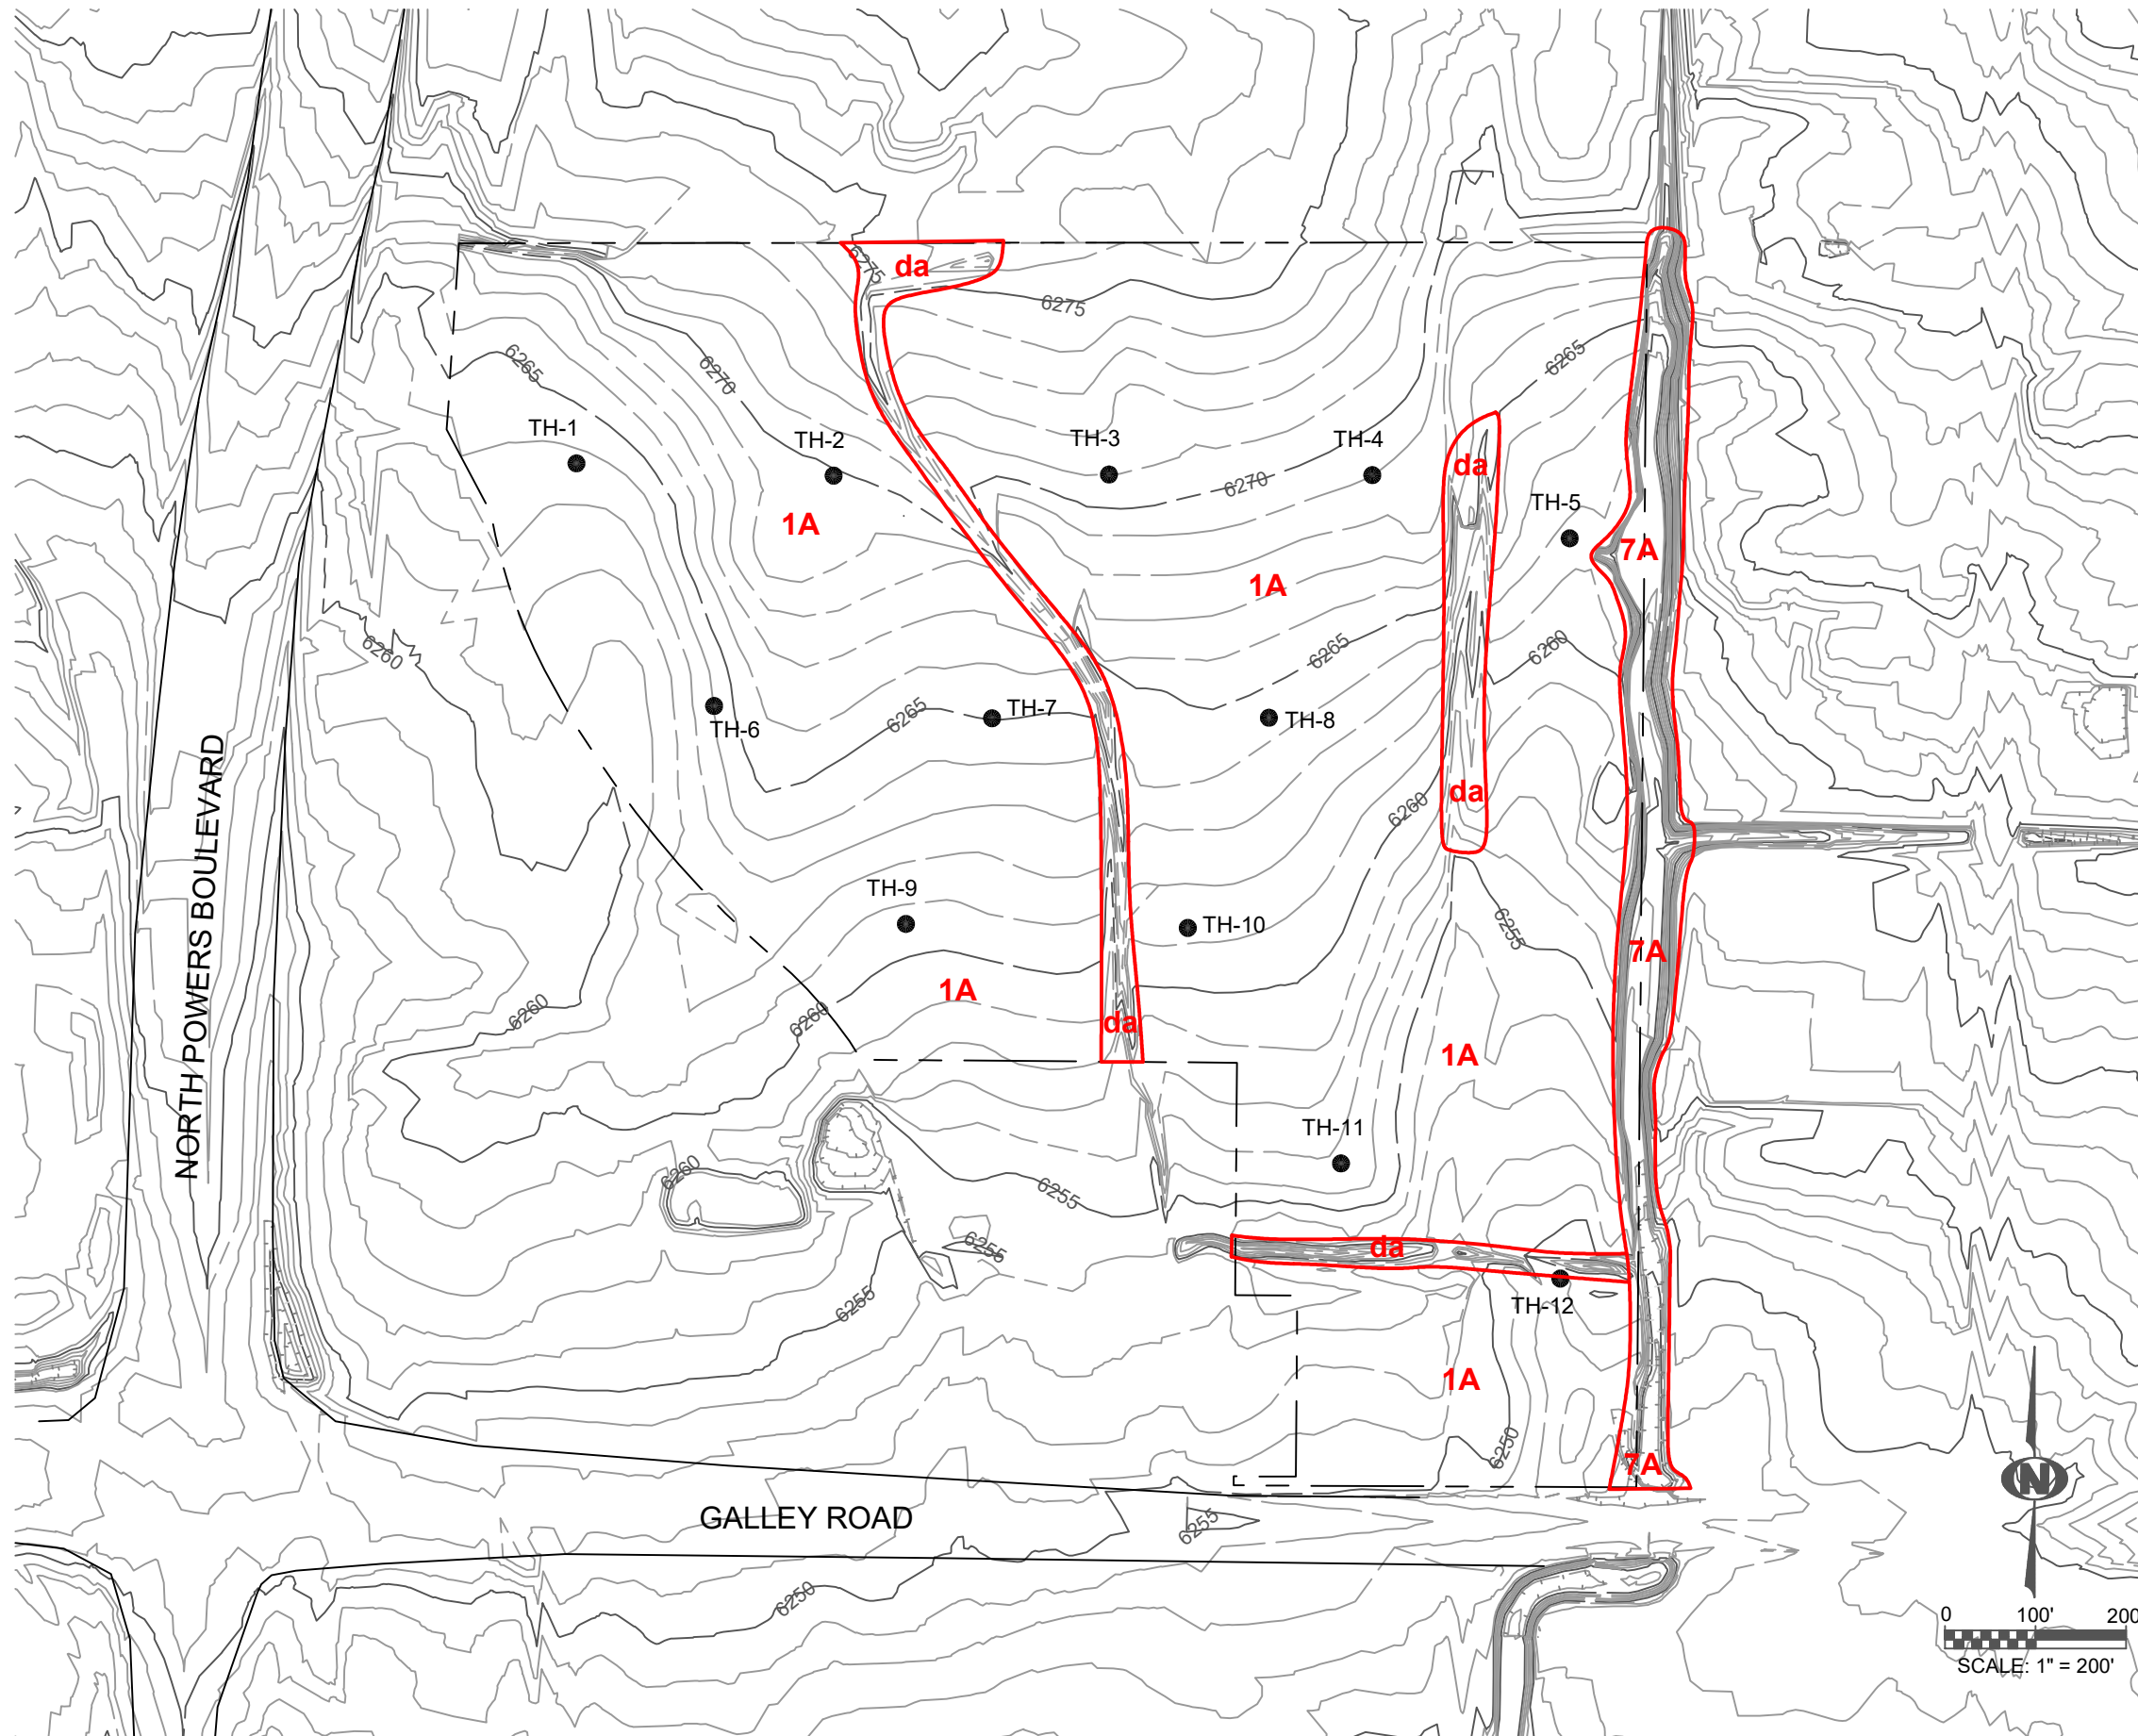 da
6275
6275
6265
6270
6265
TH-1
TH-2
TH-3
TH-4
da
6270
TH-5
1A
7A
1A
6260
6265
6260
TH-6
6265
TH-7
TH-8
NORTH POWERS BOULEVARD
da
6260
TH-9
TH-10
6255
7A
1A
6260
6260
da
1A
TH-11
6260
6255
6255
da
6255
TH-12
1A
6250
7A
N
GALLEY ROAD
6255
6250
0 100' 200
SCALE: 1" = 200'